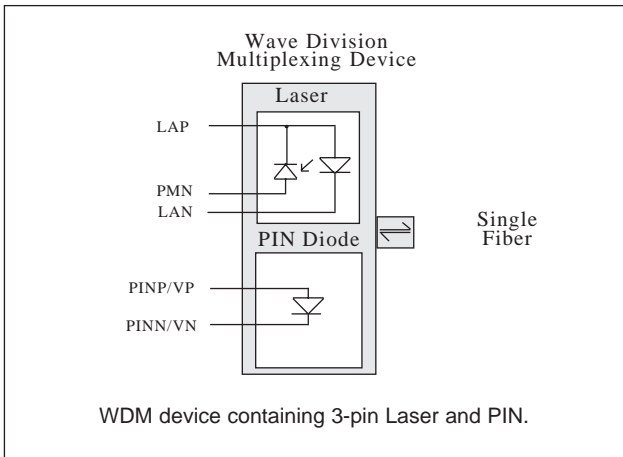 Wave Division
Multiplexing Device
Laser
LAP
PMN
LAN
Single
Fiber
PIN Diode
PINP/VP
PINN/VN
WDM device containing 3-pin Laser and PIN.